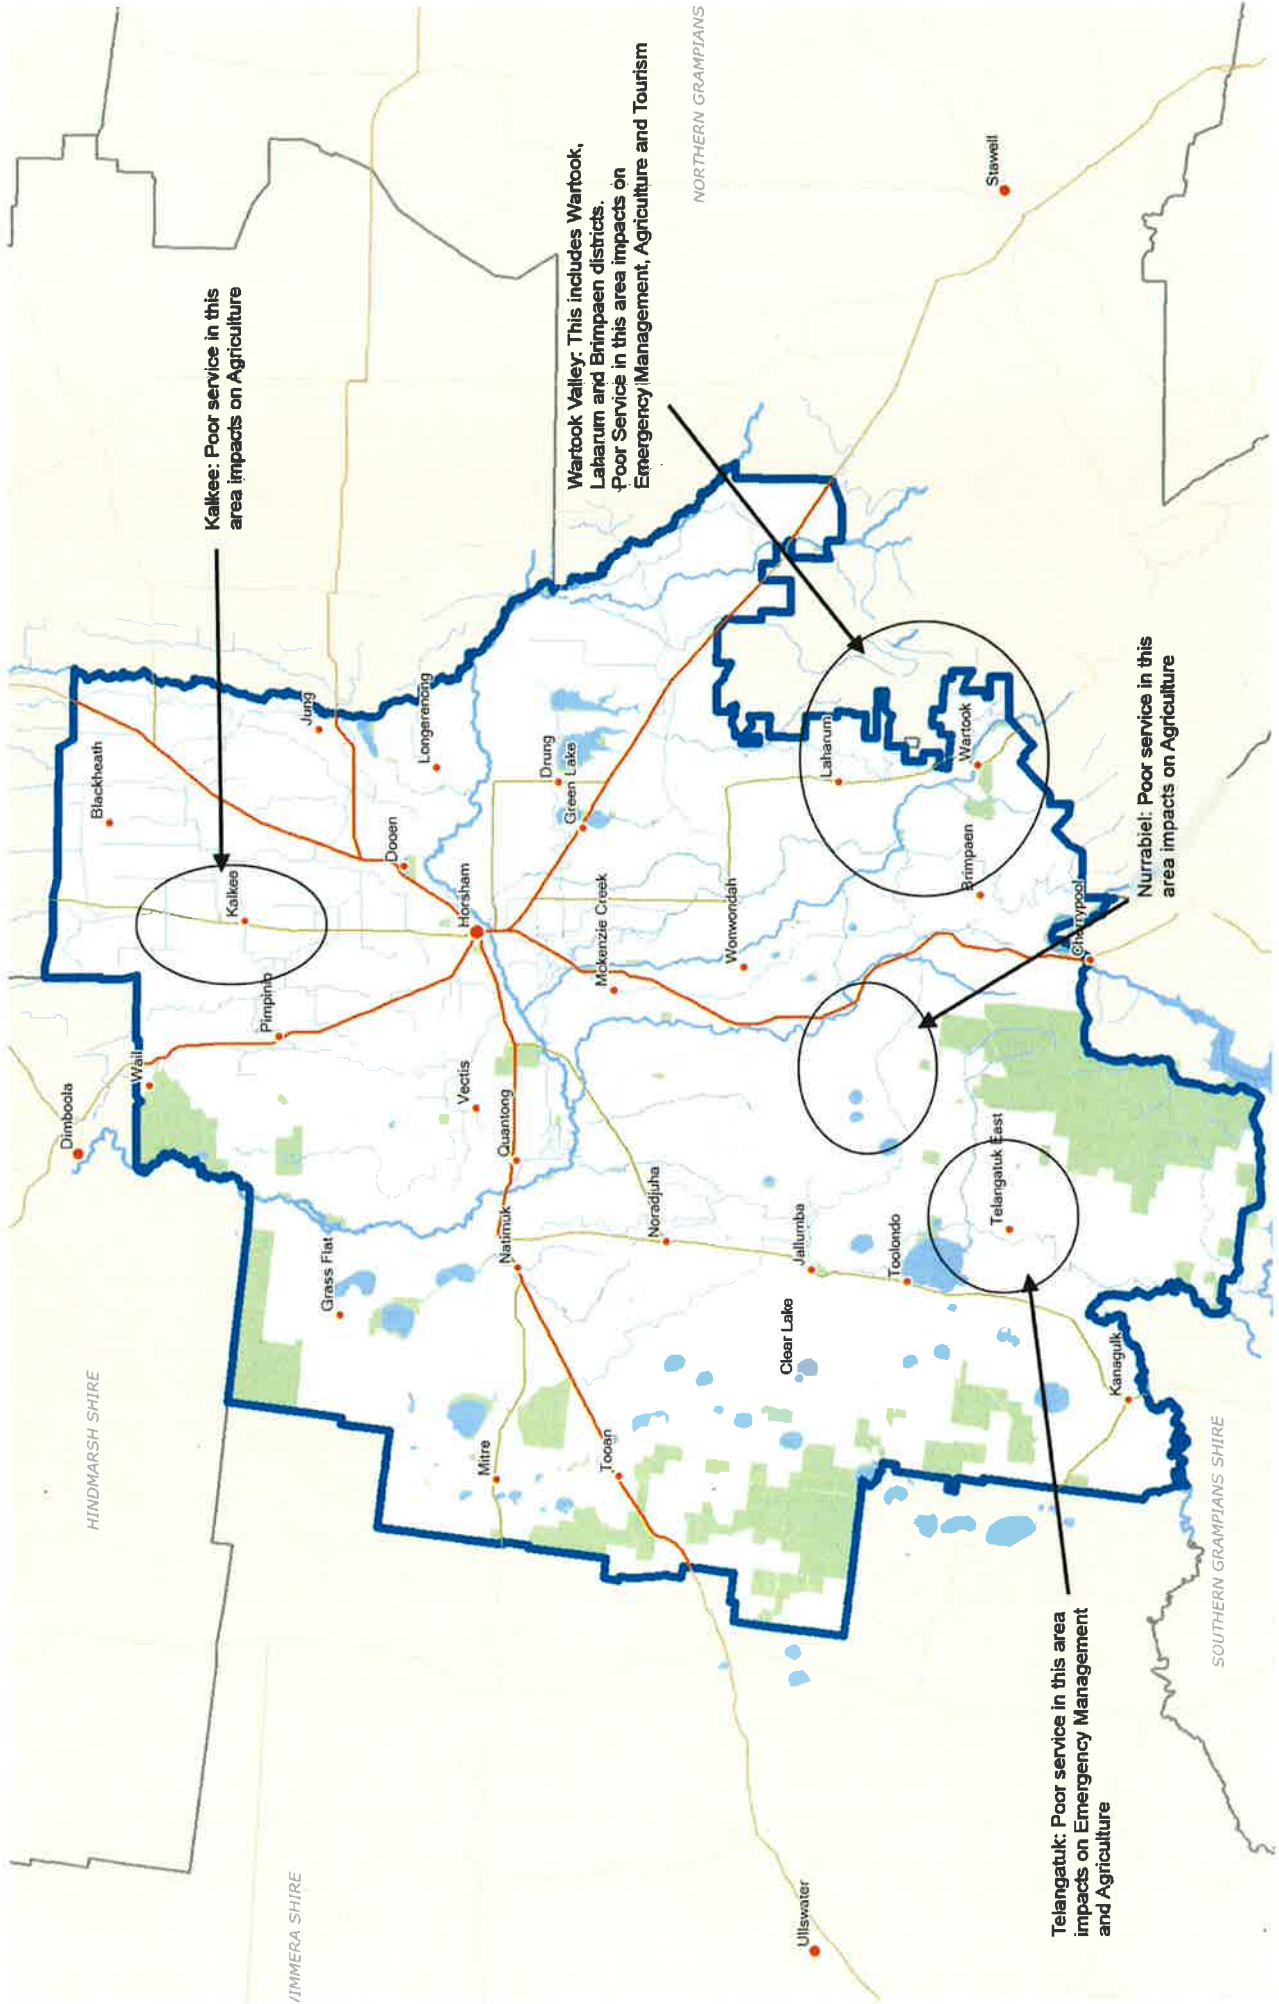 HINDMARSH SHIRE
NORTHERN GRAMPIANS
SOUTHERN GRAMPIANS SHIRE
Kalkee: Poor service in this
area impacts on Agriculture
Wartook Valley: This includes Wartook,
Laharum and Brimpaen districts.
Poor Service in this area impacts on
Emergency Management, Agriculture and Tourism
Nurrabiel: Poor service in this
area impacts on Agriculture
Telangatuk: Poor service in this area
impacts on Emergency Management
and Agriculture
Dimboola
Wail
Blackheath
Kalkee
Pimpinio
Jung
Grass Flat
Dooen
Longerenong
Horsham
Vectis
Quantong
Natimuk
Mitre
Drung
Green Lake
Mckenzie Creek
Tooan
Noradjuha
Wonwondah
Clear Lake
Jallumba
Laharum
Ullswater
Toolondo
Wartook
Brimpaen
Telangatuk East
Stawell
Cherrypool
Kanagulk
IMMERA SHIRE